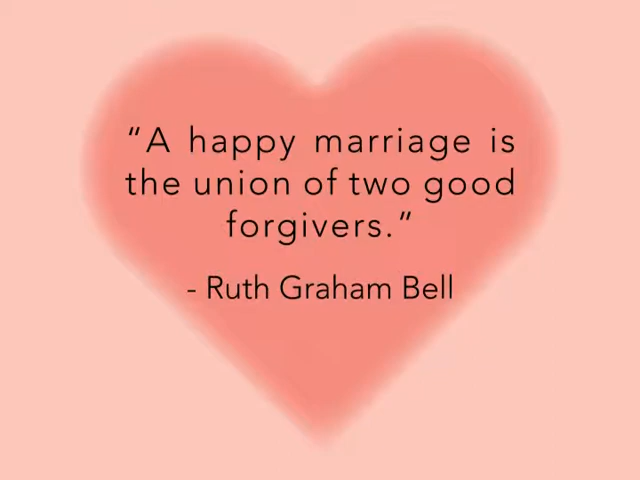 “A happy marriage is
the union of two good
forgivers.”
- Ruth Graham Bell